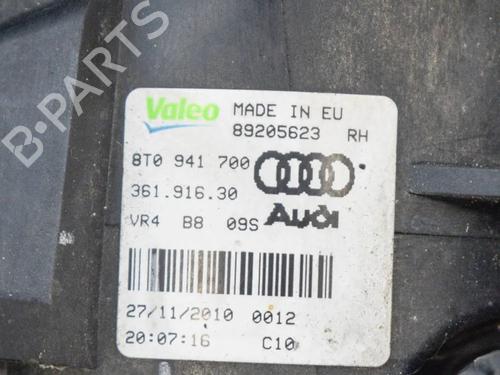 B-PARTS
Valeo MADE IN EU
89205623 RH
8T0 941 700
361.916.30
VR4 B8 09S Audi
27/11/2010 0012
20:07:16 C10